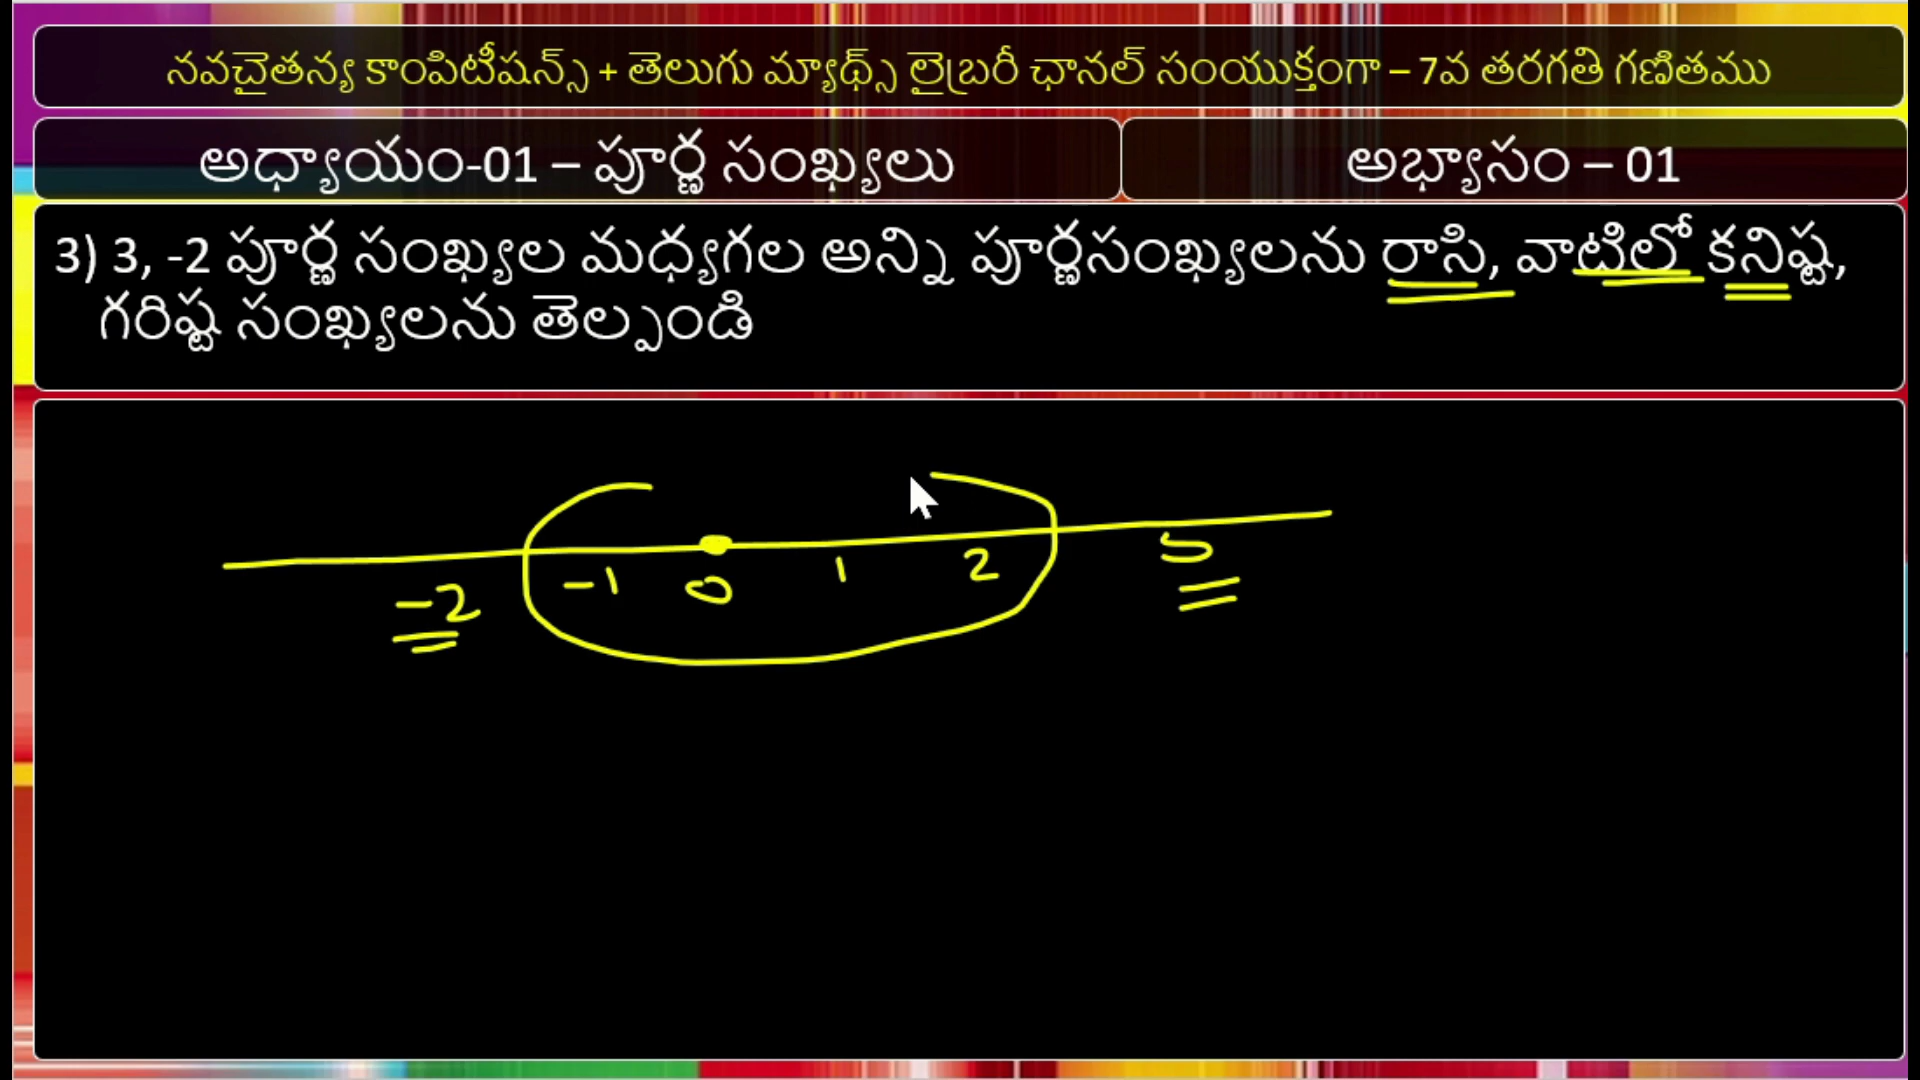 నవచైతన్య కాంపిటీషన్స్ + తెలుగు మ్యాథ్స్ లైబ్రరీ ఛానల్ సంయుక్తంగా – 7వ తరగతి గణితము
అధ్యాయం-01 – పూర్ణ సంఖ్యలు
అభ్యాసం – 01
3) 3, -2 పూర్ణ సంఖ్యల మధ్యగల అన్ని పూర్ణసంఖ్యలను రాసి, వాటిలో కనిష్ట,
గరిష్ట సంఖ్యలను తెల్పండి
-2 -1 0 1 2